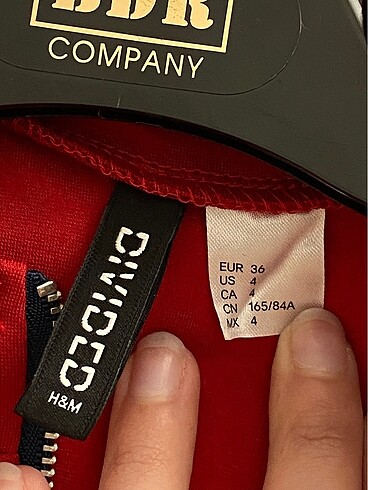 BDR
COMPANY
DIVIDED
H&M
EUR 36
US 4
CA 4
CN 165/84A
MX 4